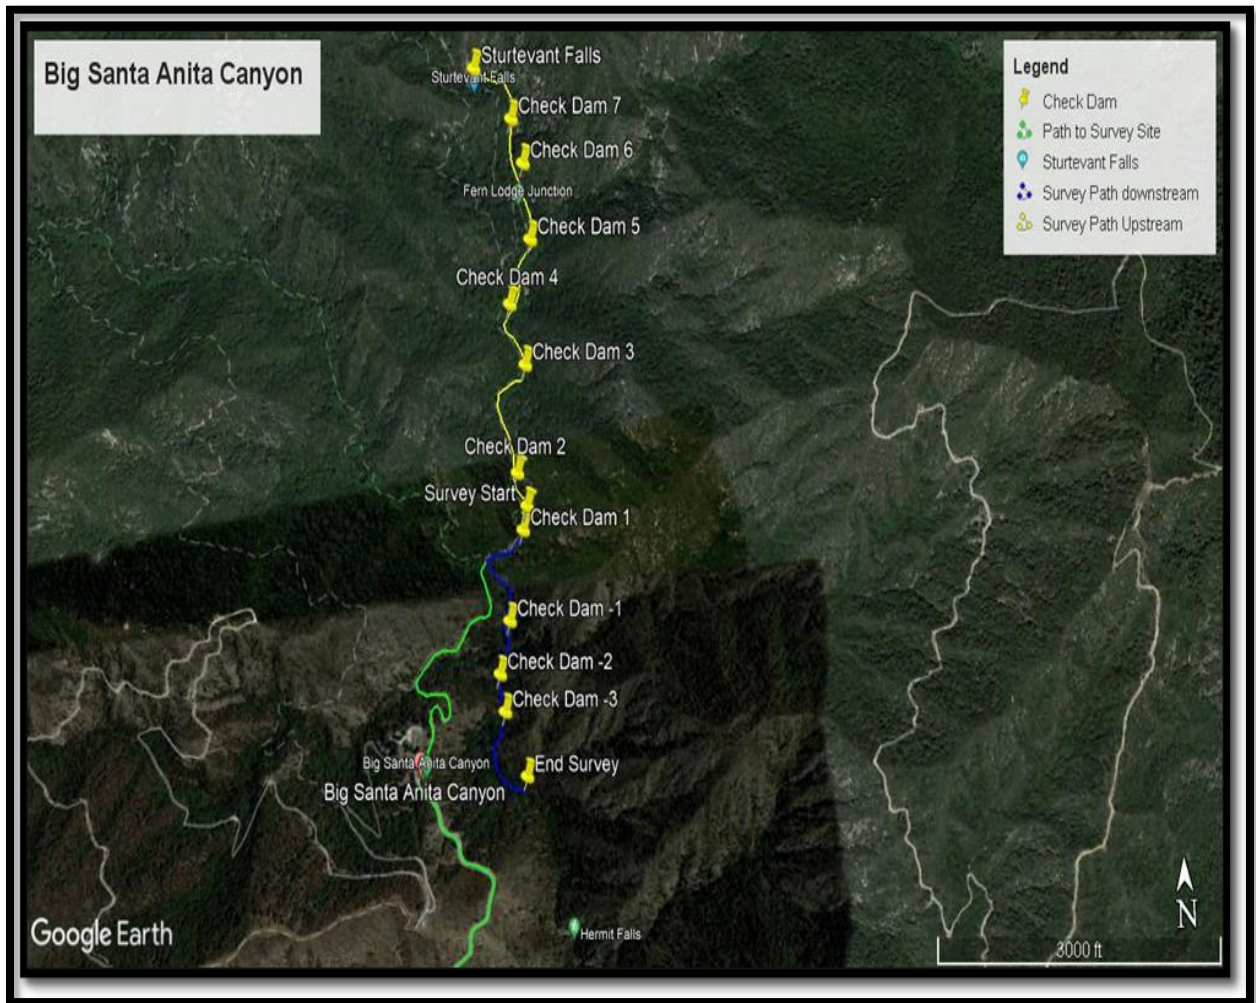 Big Santa Anita Canyon
Legend
Check Dam
Path to Survey Site
Sturtevant Falls
Survey Path downstream
Survey Path Upstream
Sturtevant Falls
Sturtevant Falls
Check Dam 7
Check Dam 6
Fern Lodge Junction
Check Dam 5
Check Dam 4
Check Dam 3
Check Dam 2
Survey Start
Check Dam 1
Check Dam -1
Check Dam -2
Check Dam -3
Big Santa Anita Canyon
End Survey
Big Santa Anita Canyon
Hermit Falls
Google Earth
N
3000 ft